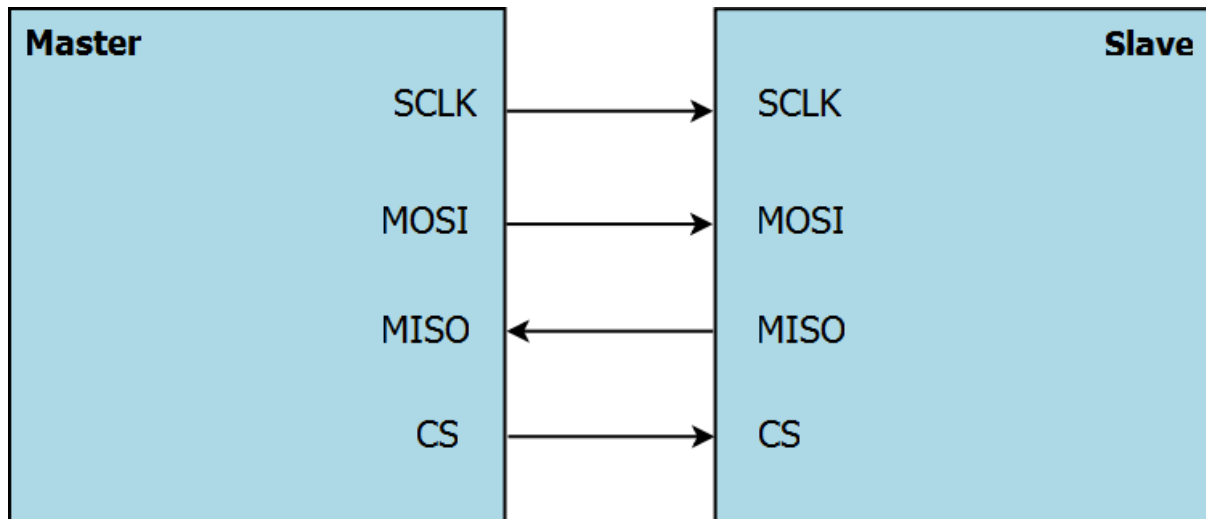 Master
Slave
SCLK
SCLK
MOSI
MOSI
MISO
MISO
CS
CS